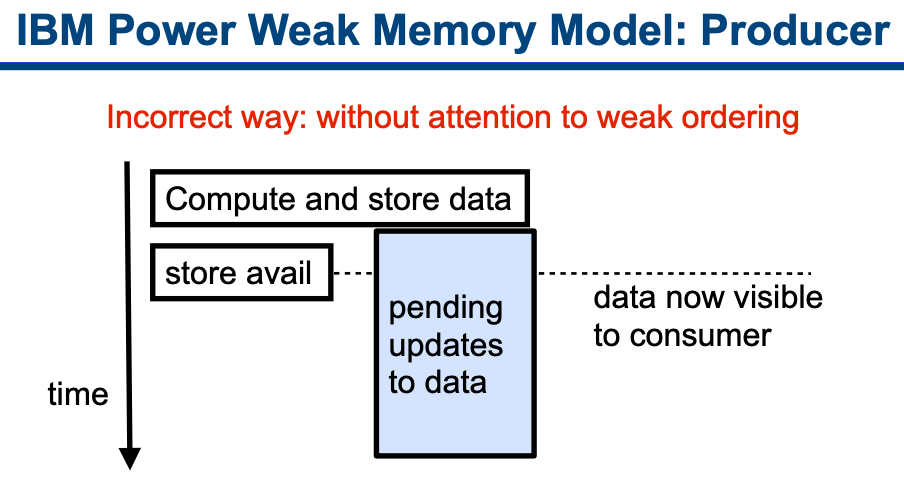 IBM Power Weak Memory Model: Producer
Incorrect way: without attention to weak ordering
Compute and store data
store avail
pending
updates
to data
data now visible
to consumer
time